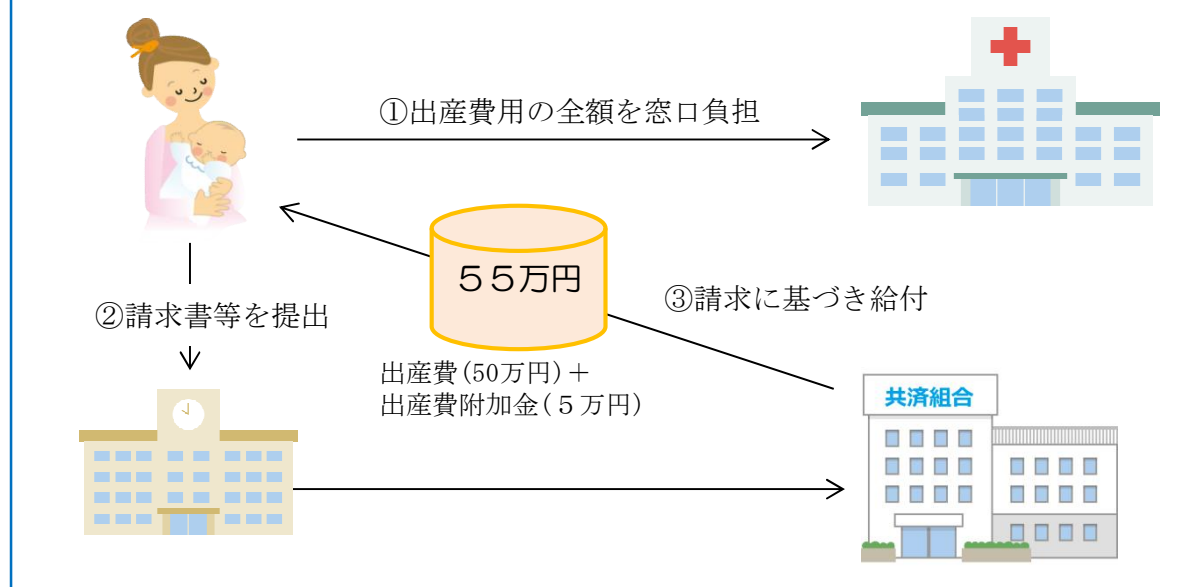 ①出産費用の全額を窓口負担
５５万円
②請求書等を提出
③請求に基づき給付
出産費(50万円)＋
出産費附加金(５万円)
共済組合